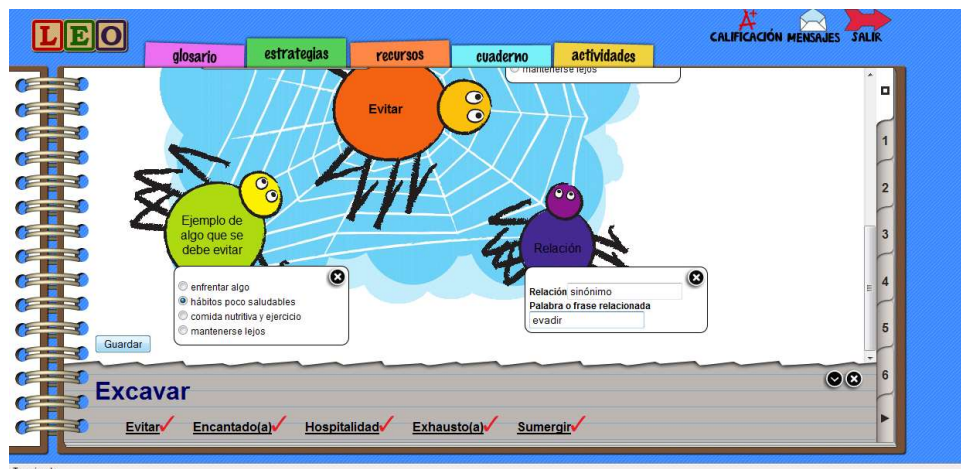 LEO
CALIFICACIÓN MENSAJES SALIR
glosario estrategias recursos cuaderno actividades
mantenerse lejos
Evitar
Ejemplo de
algo que se
debe evitar
Relación
enfrentar algo
hábitos poco saludables
comida nutritiva y ejercicio
mantenerse lejos
Relación sinónimo
Palabra o frase relacionada
evadir
Guardar
1
2
3
4
5
6
Excavar
Evitar Encantado(a) Hospitalidad Exhausto(a) Sumergir